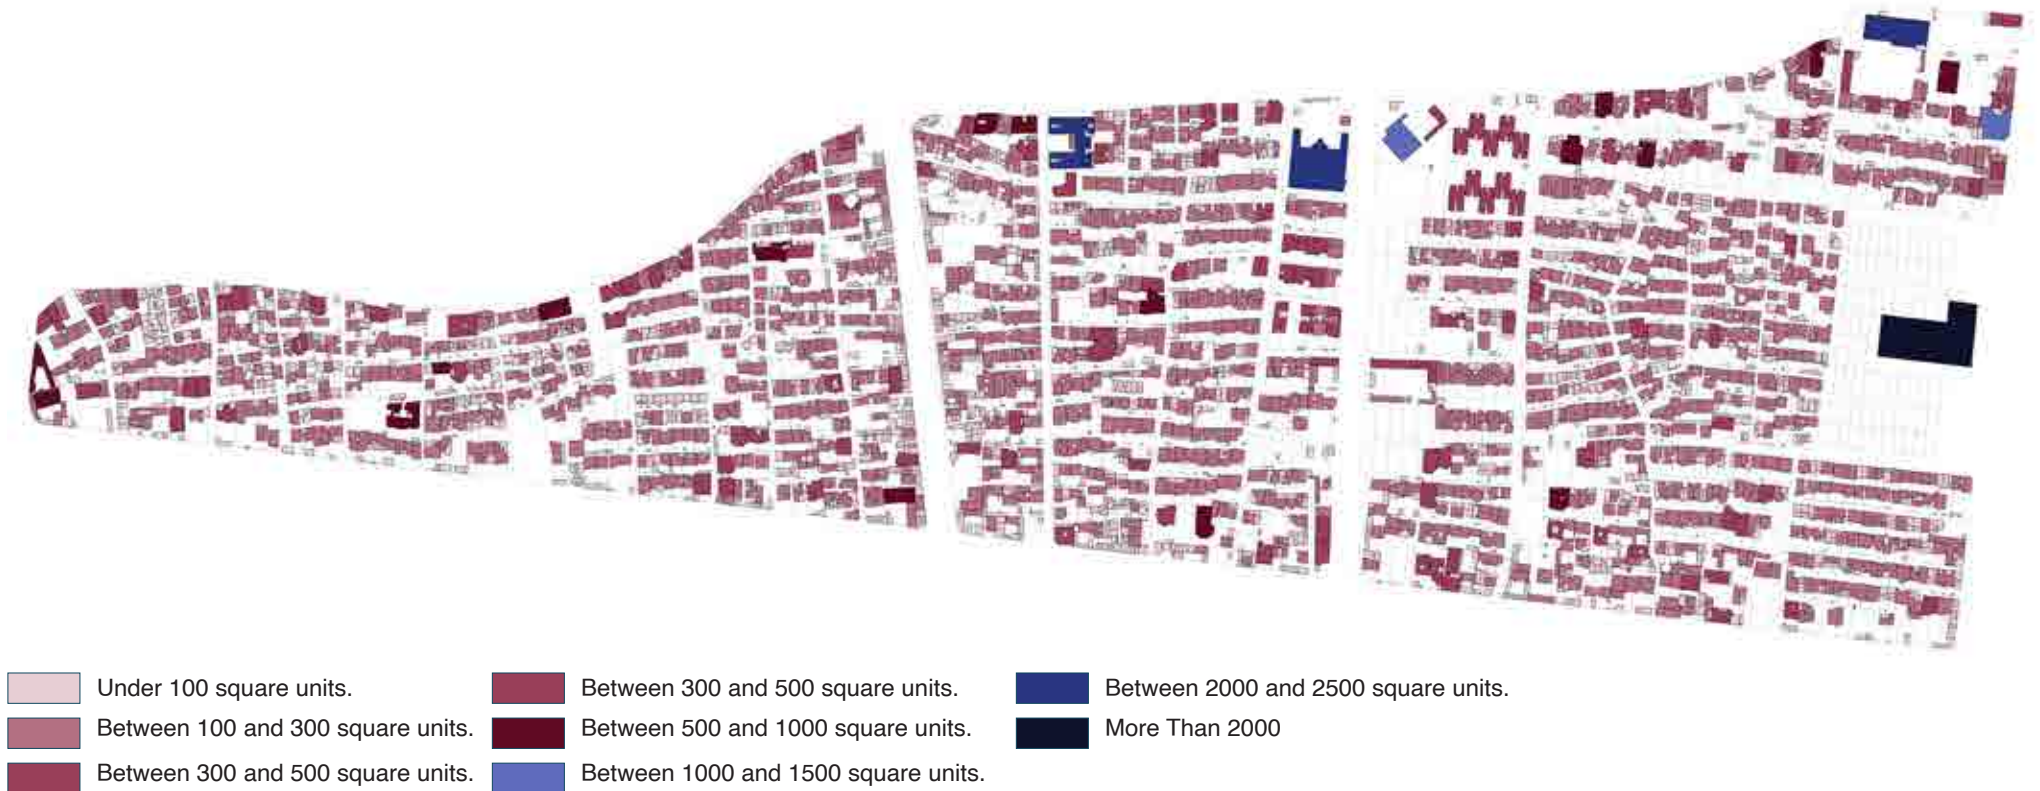 Under 100 square units.
Between 100 and 300 square units.
Between 300 and 500 square units.
Between 300 and 500 square units.
Between 500 and 1000 square units.
Between 1000 and 1500 square units.
Between 2000 and 2500 square units.
More Than 2000